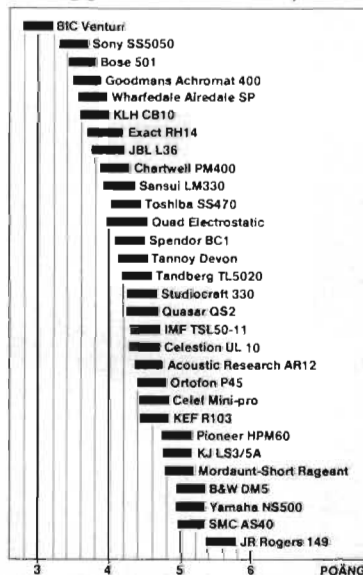 BIC Venturi
Sony SS5050
Bose 501
Goodmans Achromat 400
Wharfedale Airedale SP
KLH CB10
Exact RH14
JBL L36
Chartwell PM400
Sansui LM330
Toshiba SS470
Quad Electrostatic
Spendor BC1
Tannoy Devon
Tandberg TL5020
Studiocraft 330
Quasar QS2
IMF TSL50-11
Celestion UL 10
Acoustic Research AR12
Ortofon P45
Celef Mini-pro
KEF R103
Pioneer HPM60
KJ LS3/5A
Mordaunt-Short Pageant
B&W DM5
Yamaha NS500
SMC AS40
JR Rogers 149
3 4 5 6 POÄNG